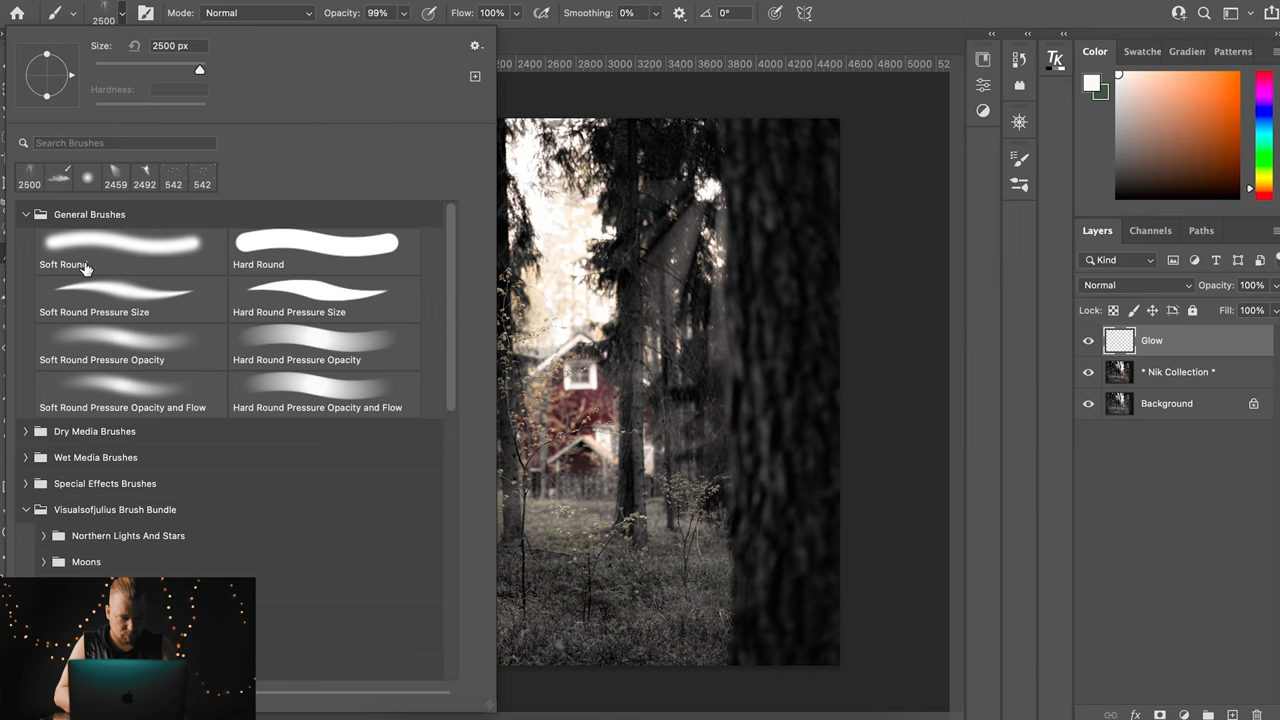 2500
Mode: Normal
Opacity: 99%
Flow: 100%
Smoothing: 0%
0°
Size: 2500 px
Hardness:
Search Brushes
2500 2459 2492 542 542
General Brushes
Soft Round Hard Round
Soft Round Pressure Size Hard Round Pressure Size
Soft Round Pressure Opacity Hard Round Pressure Opacity
Soft Round Pressure Opacity and Flow Hard Round Pressure Opacity and Flow
Dry Media Brushes
Wet Media Brushes
Special Effects Brushes
Visualsofjulius Brush Bundle
Northern Lights And Stars
Moons
200 2400 2600 2800 3000 3200 3400 3600 3800 4000 4200 4400 4600 4800 5000 52
TK
Color Swatche Gradien Patterns
Layers Channels Paths
Kind
Normal Opacity: 100%
Lock: Fill: 100%
Glow
* Nik Collection *
Background